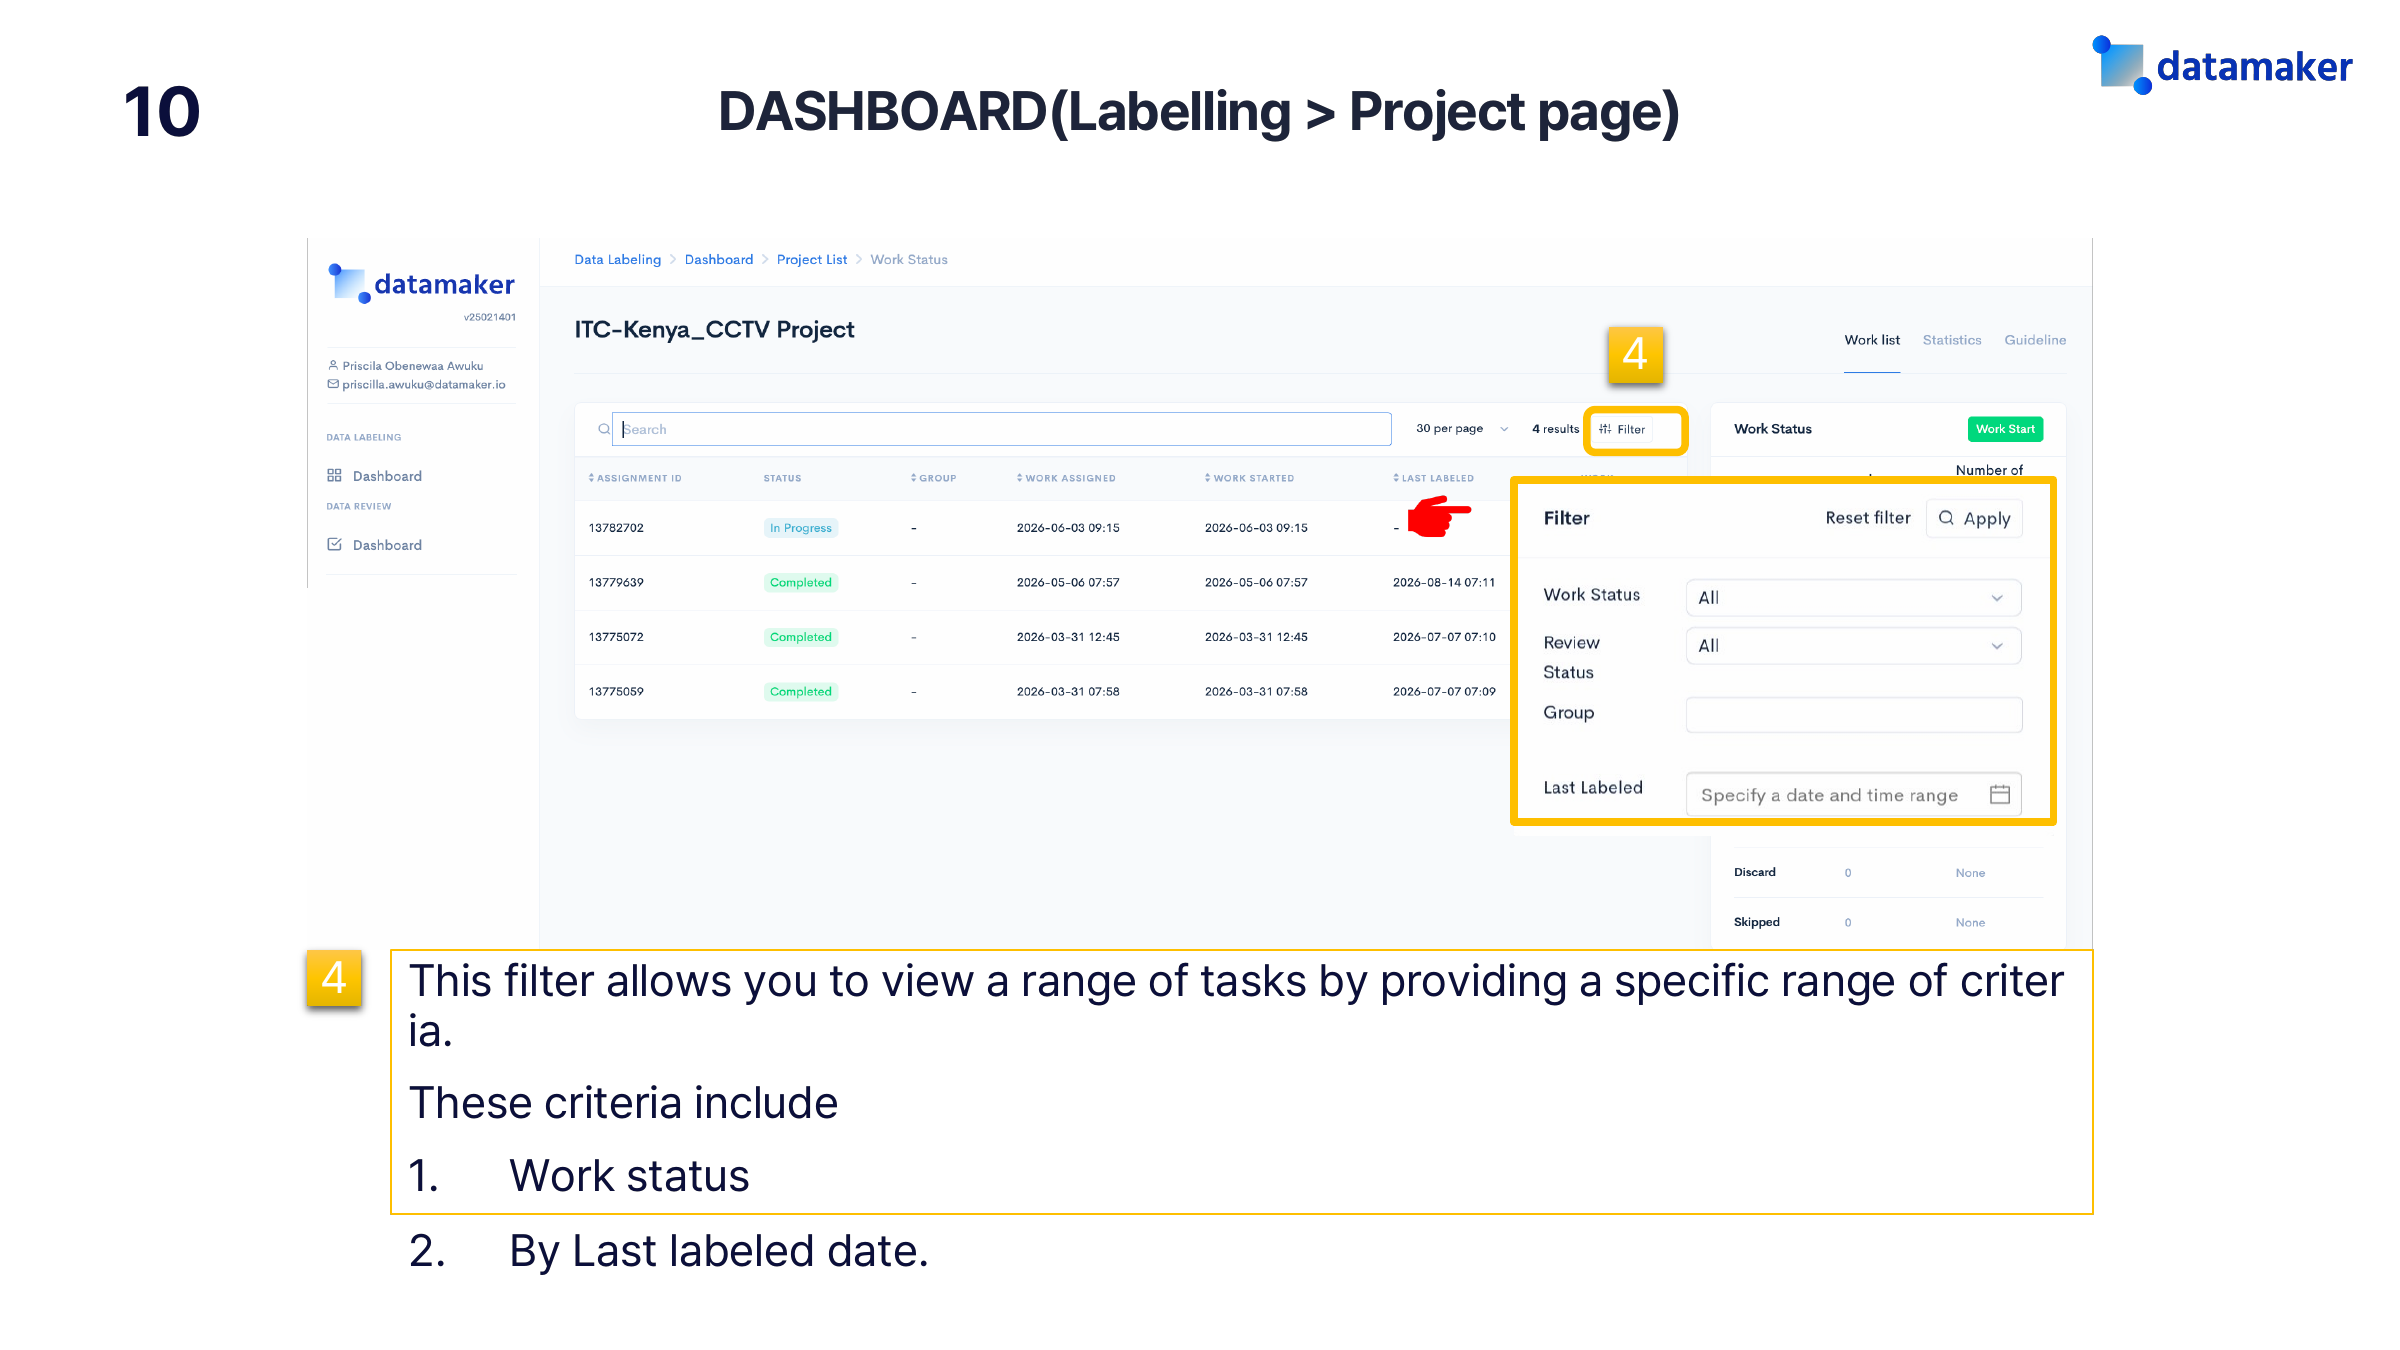 10
DASHBOARD(Labelling > Project page)
datamaker
datamaker
v25021401
Priscila Obenewaa Awuku
priscilla.awuku@datamaker.io
DATA LABELING
Dashboard
DATA REVIEW
Dashboard
Data Labeling > Dashboard > Project List > Work Status
ITC-Kenya_CCTV Project
4
Work list Statistics Guideline
Search 30 per page 4 results Filter
ASSIGNMENT ID STATUS GROUP WORK ASSIGNED WORK STARTED LAST LABELED
13782702 In Progress - 2026-06-03 09:15 2026-06-03 09:15 -
13779639 Completed - 2026-05-06 07:57 2026-05-06 07:57 2026-08-14 07:11
13775072 Completed - 2026-03-31 12:45 2026-03-31 12:45 2026-07-07 07:10
13775059 Completed - 2026-03-31 07:58 2026-03-31 07:58 2026-07-07 07:09
Work Status Work Start
Number of
Filter Reset filter Apply
Work Status All
Review All
Status
Group
Last Labeled Specify a date and time range
Discard 0 None
Skipped 0 None
4
This filter allows you to view a range of tasks by providing a specific range of criter
ia.
These criteria include
1. Work status
2. By Last labeled date.